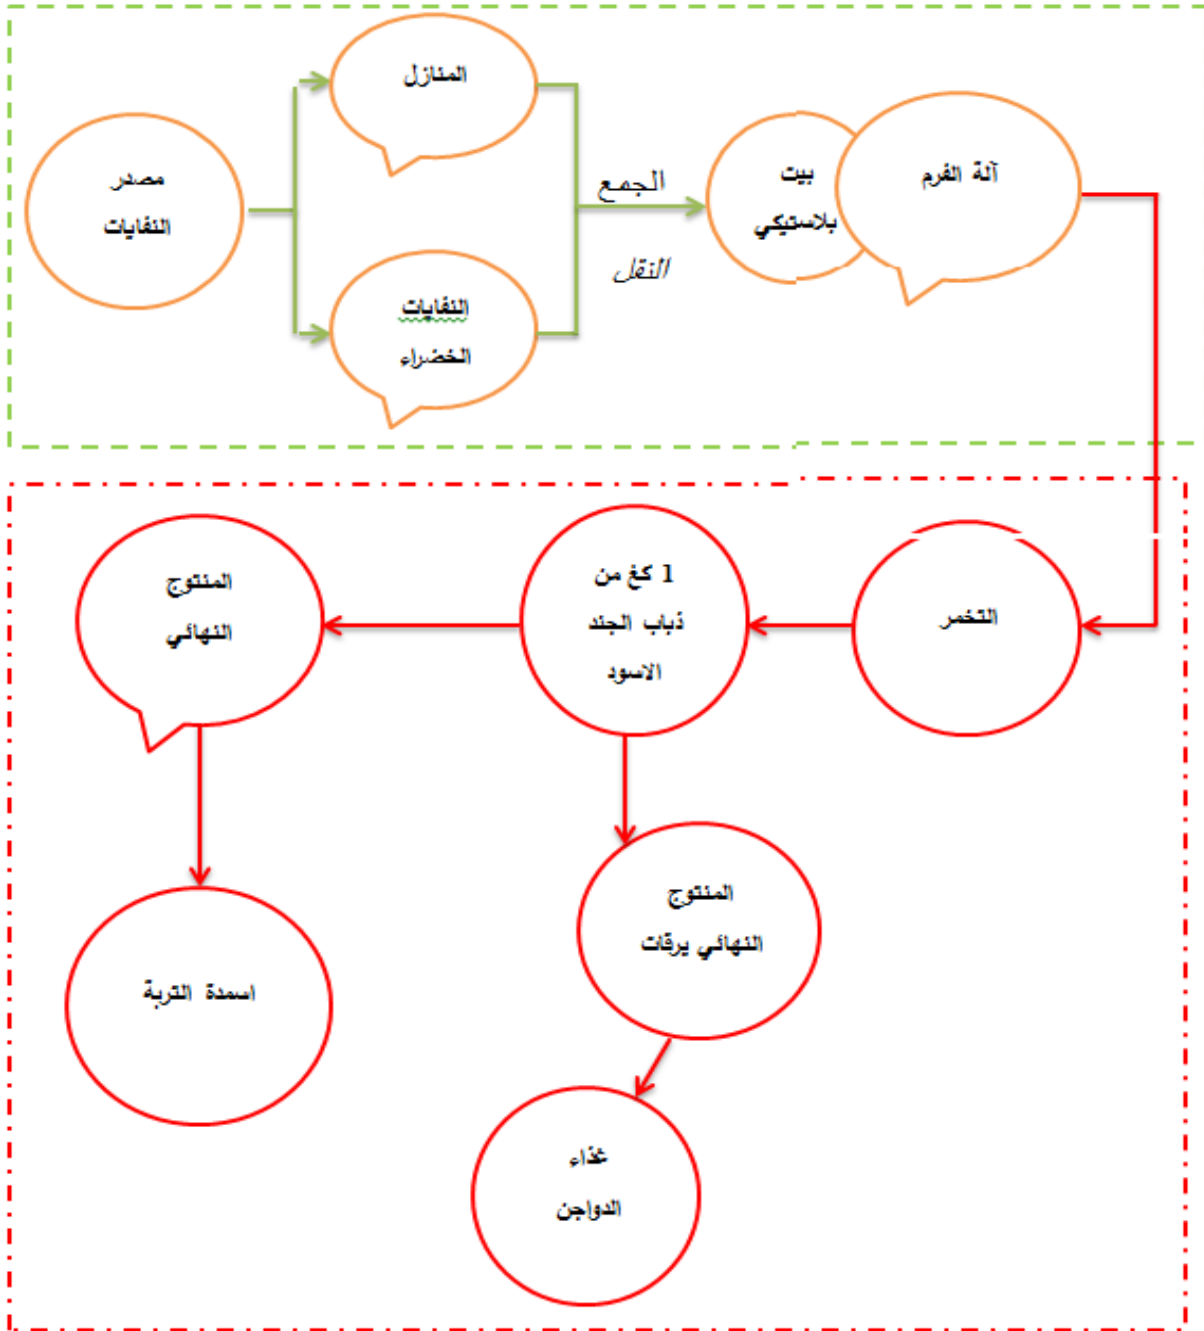 مصدر
النفايات
المنازل
النفايات
الخضراء
الجمع
النقل
بيت
بلاستيكي
آلة الفرم
التخمر
1 كغ من
ذباب الجند
الاسود
المنتوج
النهائي
المنتوج
النهائي يرقات
اسمدة التربة
غذاء
الدواجن